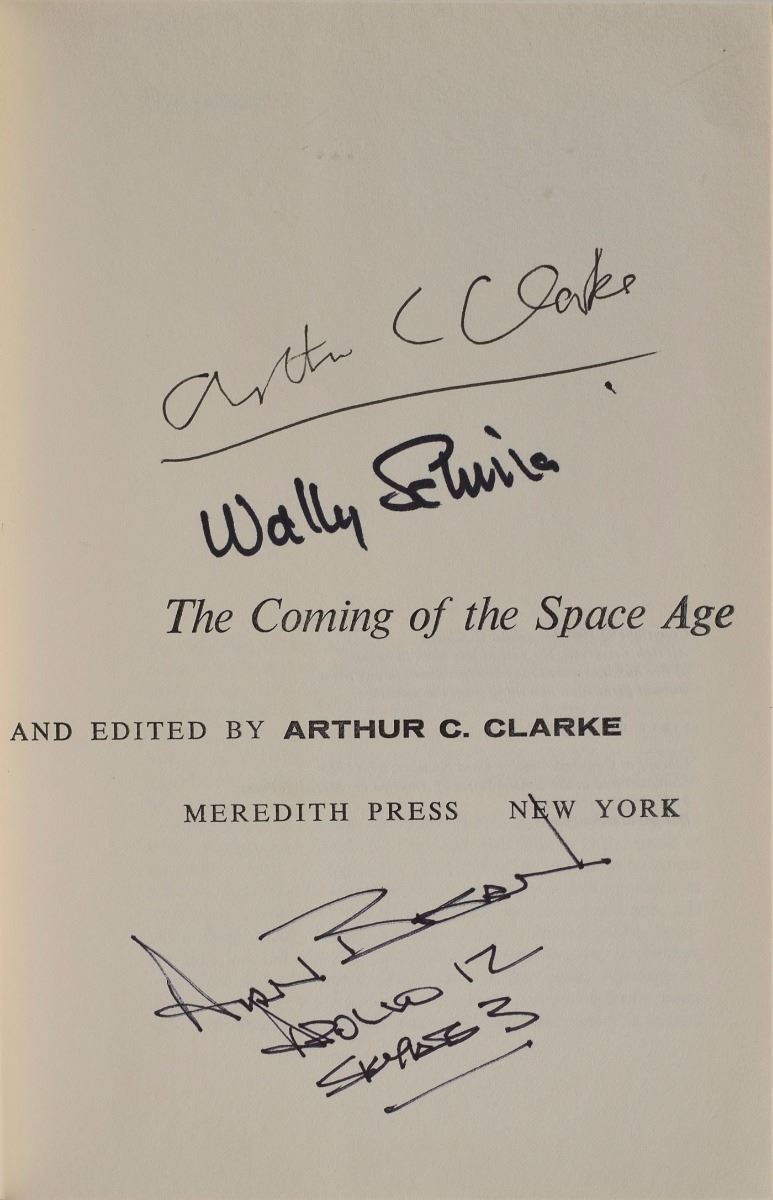 Arthur C Clarke
Wally Schirra
The Coming of the Space Age
AND EDITED BY ARTHUR C. CLARKE
MEREDITH PRESS NEW YORK
Alan Bean
APOLLO 12
SKYLAB 3